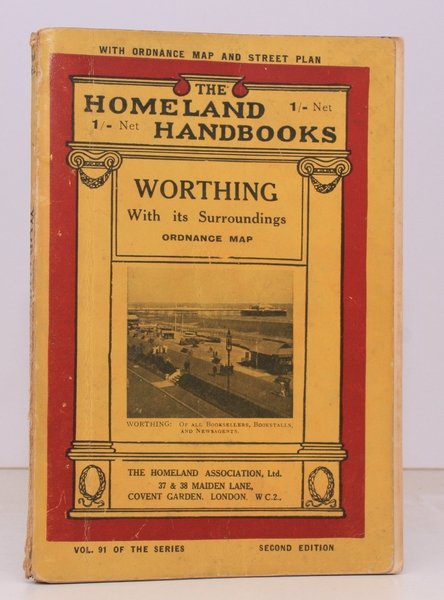 WITH ORDNANCE MAP AND STREET PLAN
THE
HOMELAND 1/- Net
1/- Net HANDBOOKS
WORTHING
With its Surroundings
ORDNANCE MAP
WORTHING: OF ALL BOOKSELLERS, BOOKSTALLS,
AND NEWSAGENTS.
THE HOMELAND ASSOCIATION, Ltd.
37 & 38 MAIDEN LANE,
COVENT GARDEN. LONDON. W C 2..
VOL. 91 OF THE SERIES SECOND EDITION